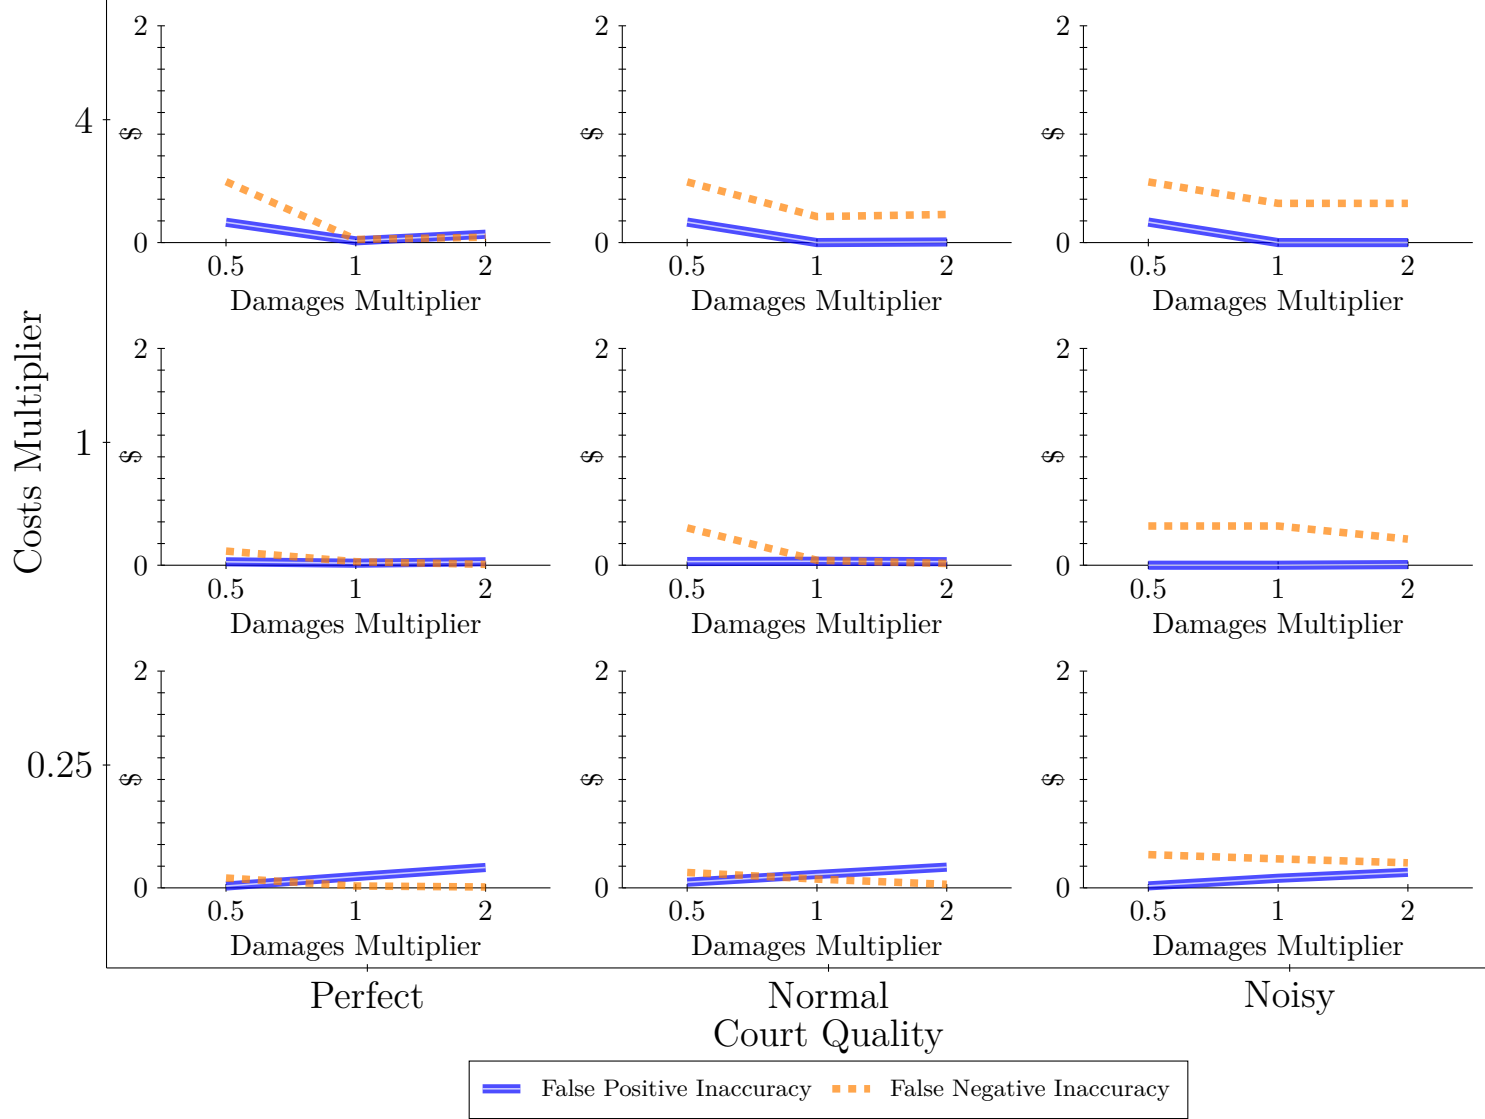 Costs Multiplier
4
2
$
0
0.5 1 2
Damages Multiplier
2
$
0
0.5 1 2
Damages Multiplier
2
$
0
0.5 1 2
Damages Multiplier
1
2
$
0
0.5 1 2
Damages Multiplier
2
$
0
0.5 1 2
Damages Multiplier
2
$
0
0.5 1 2
Damages Multiplier
0.25
2
$
0
0.5 1 2
Damages Multiplier
2
$
0
0.5 1 2
Damages Multiplier
2
$
0
0.5 1 2
Damages Multiplier
Perfect Normal Noisy
Court Quality
False Positive Inaccuracy False Negative Inaccuracy